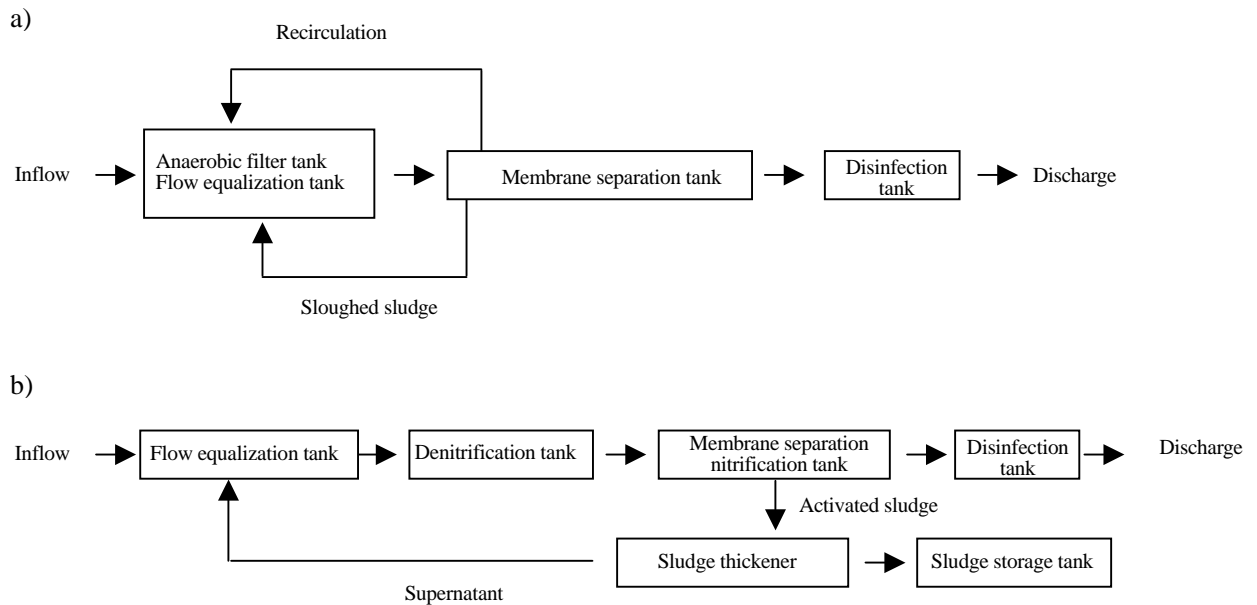 a)
Recirulation
Inflow
Anaerobic filter tank
Flow equalization tank
Membrane separation tank
Disinfection
tank
Discharge
Sloughed sludge
b)
Inflow
Flow equalization tank
Denitrification tank
Membrane separation
nitrification tank
Disinfection
tank
Discharge
Activated sludge
Sludge thickener
Sludge storage tank
Supernatant